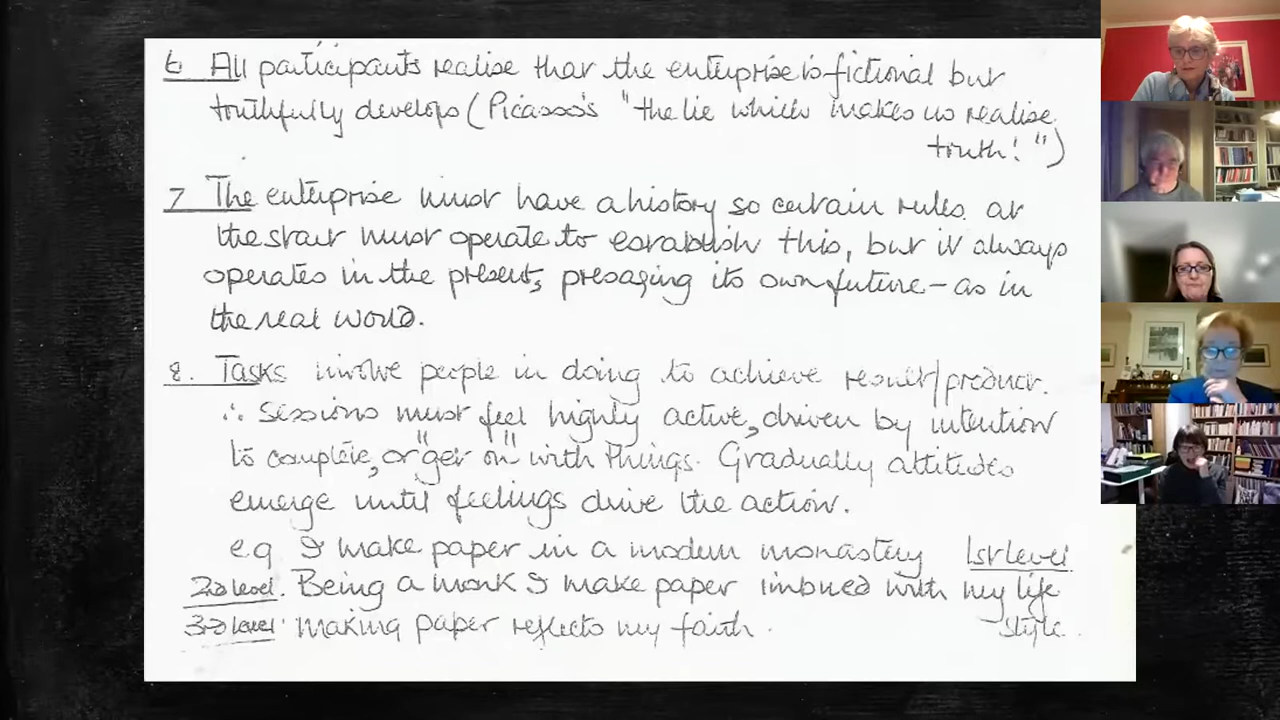 6 All participants realise that the enterprise is fictional but
truthfully develops (Picasso's "the lie which makes us realise
truth!")
7 The enterprise must have a history so certain rules at
the start must operate to establish this, but it always
operates in the present, presaging its own future – as in
the real world.
8. Tasks involve people in doing to achieve result/product.
∴ Sessions must feel highly active, driven by intention
to complete, or "get on" with things. Gradually attitudes
emerge until feelings drive the action.
e.g I make paper in a modern monastery 1st level
2nd level. Being a monk I make paper imbued with my life
style.
3rd level. making paper reflects my faith.